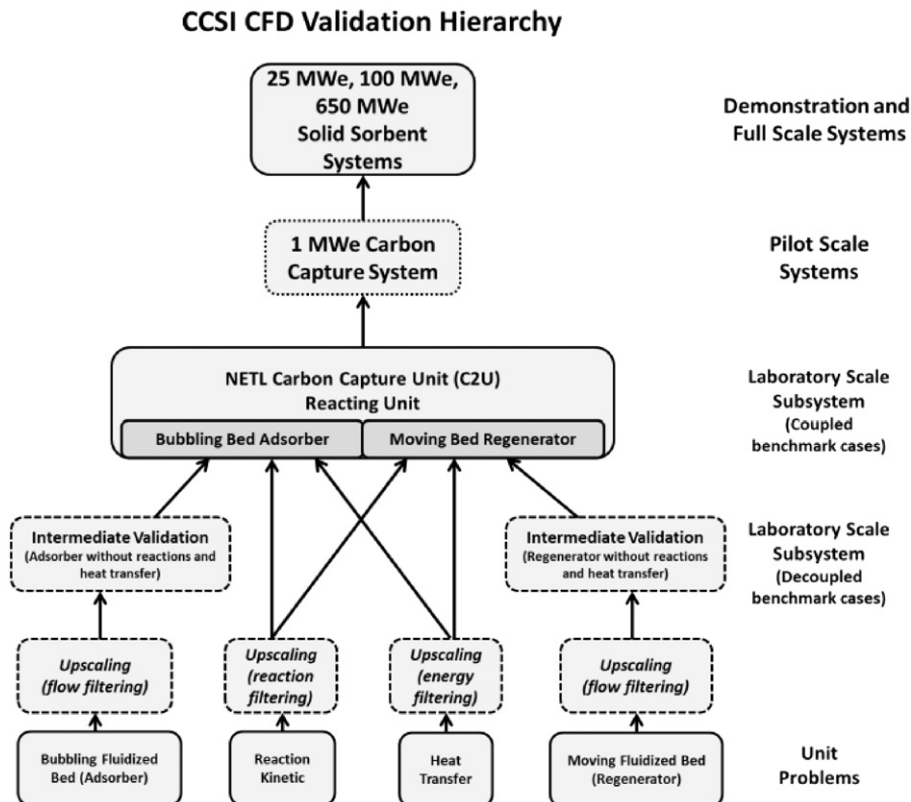 CCSI CFD Validation Hierarchy
25 MWe, 100 MWe,
650 MWe
Solid Sorbent
Systems
Demonstration and
Full Scale Systems
1 MWe Carbon
Capture System
Pilot Scale
Systems
NETL Carbon Capture Unit (C2U)
Reacting Unit
Bubbling Bed Adsorber
Moving Bed Regenerator
Laboratory Scale
Subsystem
(Coupled
benchmark cases)
Intermediate Validation
(Adsorber without reactions and
heat transfer)
Intermediate Validation
(Regenerator without reactions
and heat transfer)
Laboratory Scale
Subsystem
(Decoupled
benchmark cases)
Upscaling
(flow filtering)
Upscaling
(reaction
filtering)
Upscaling
(energy
filtering)
Upscaling
(flow filtering)
Bubbling Fluidized
Bed (Adsorber)
Reaction
Kinetic
Heat
Transfer
Moving Fluidized Bed
(Regenerator)
Unit
Problems